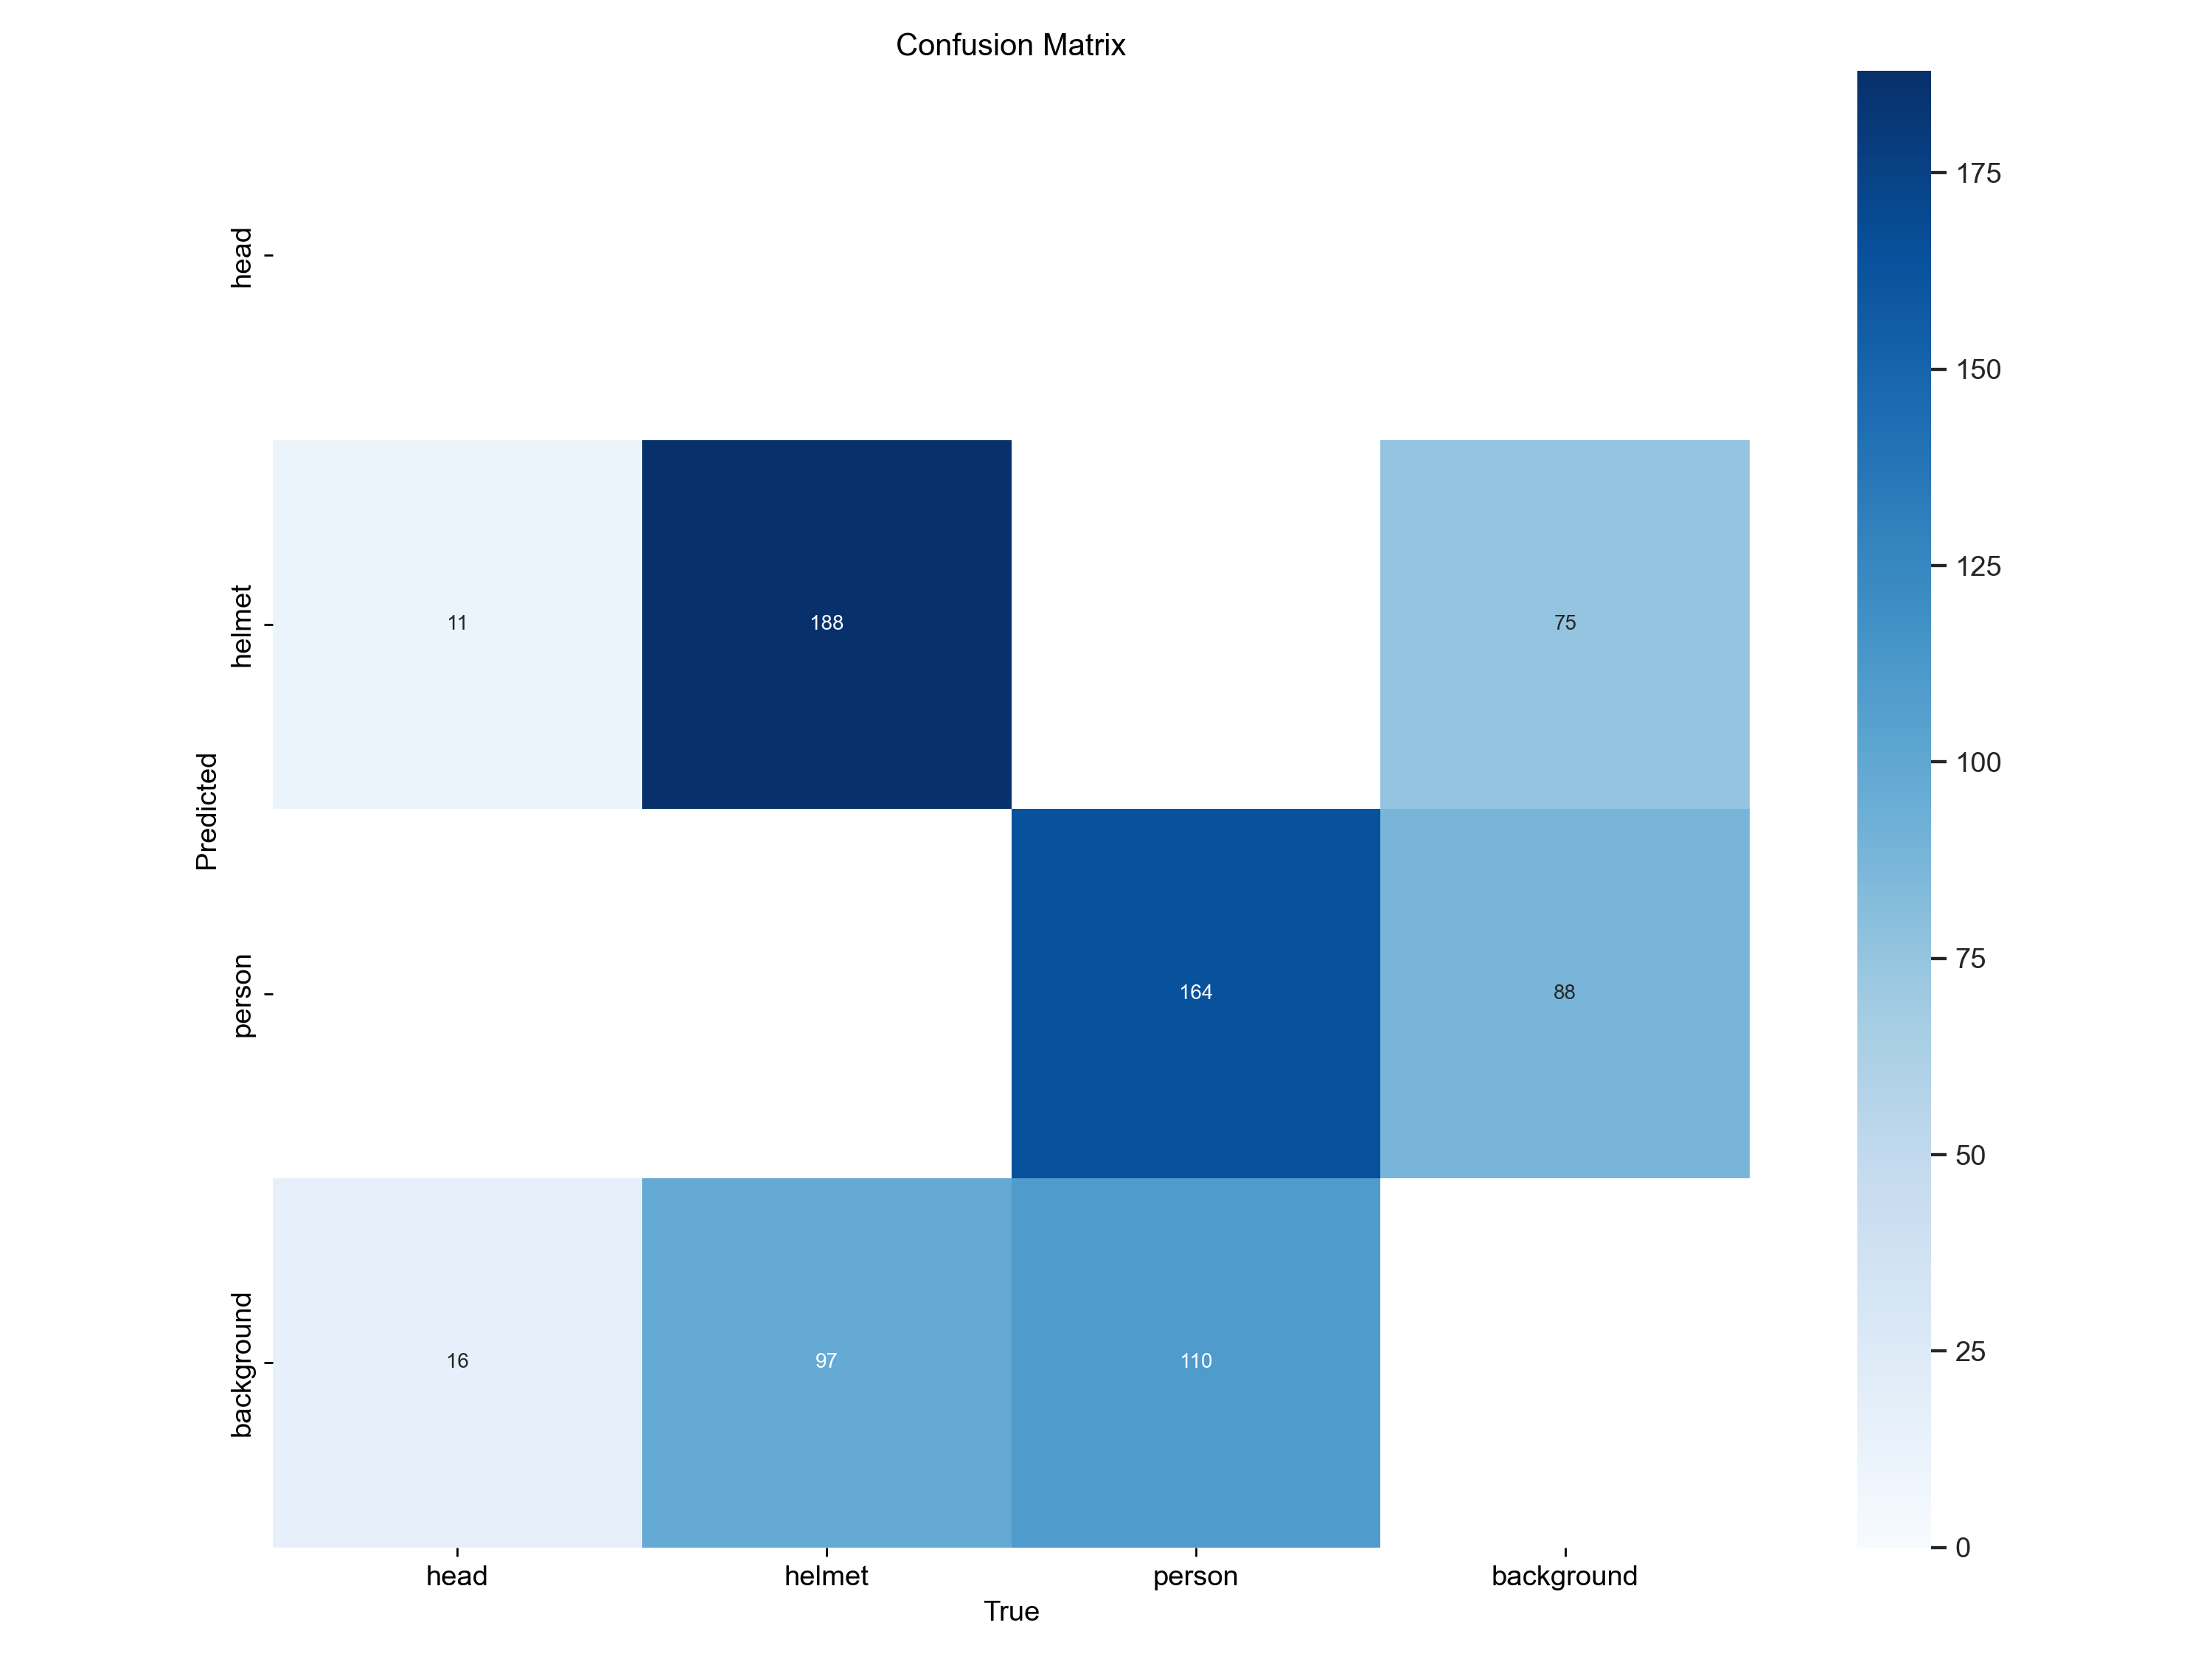 Confusion Matrix
head
helmet
person
background
Predicted
11
188
75
164
88
16
97
110
head
helmet
person
background
True
175
150
125
100
75
50
25
0